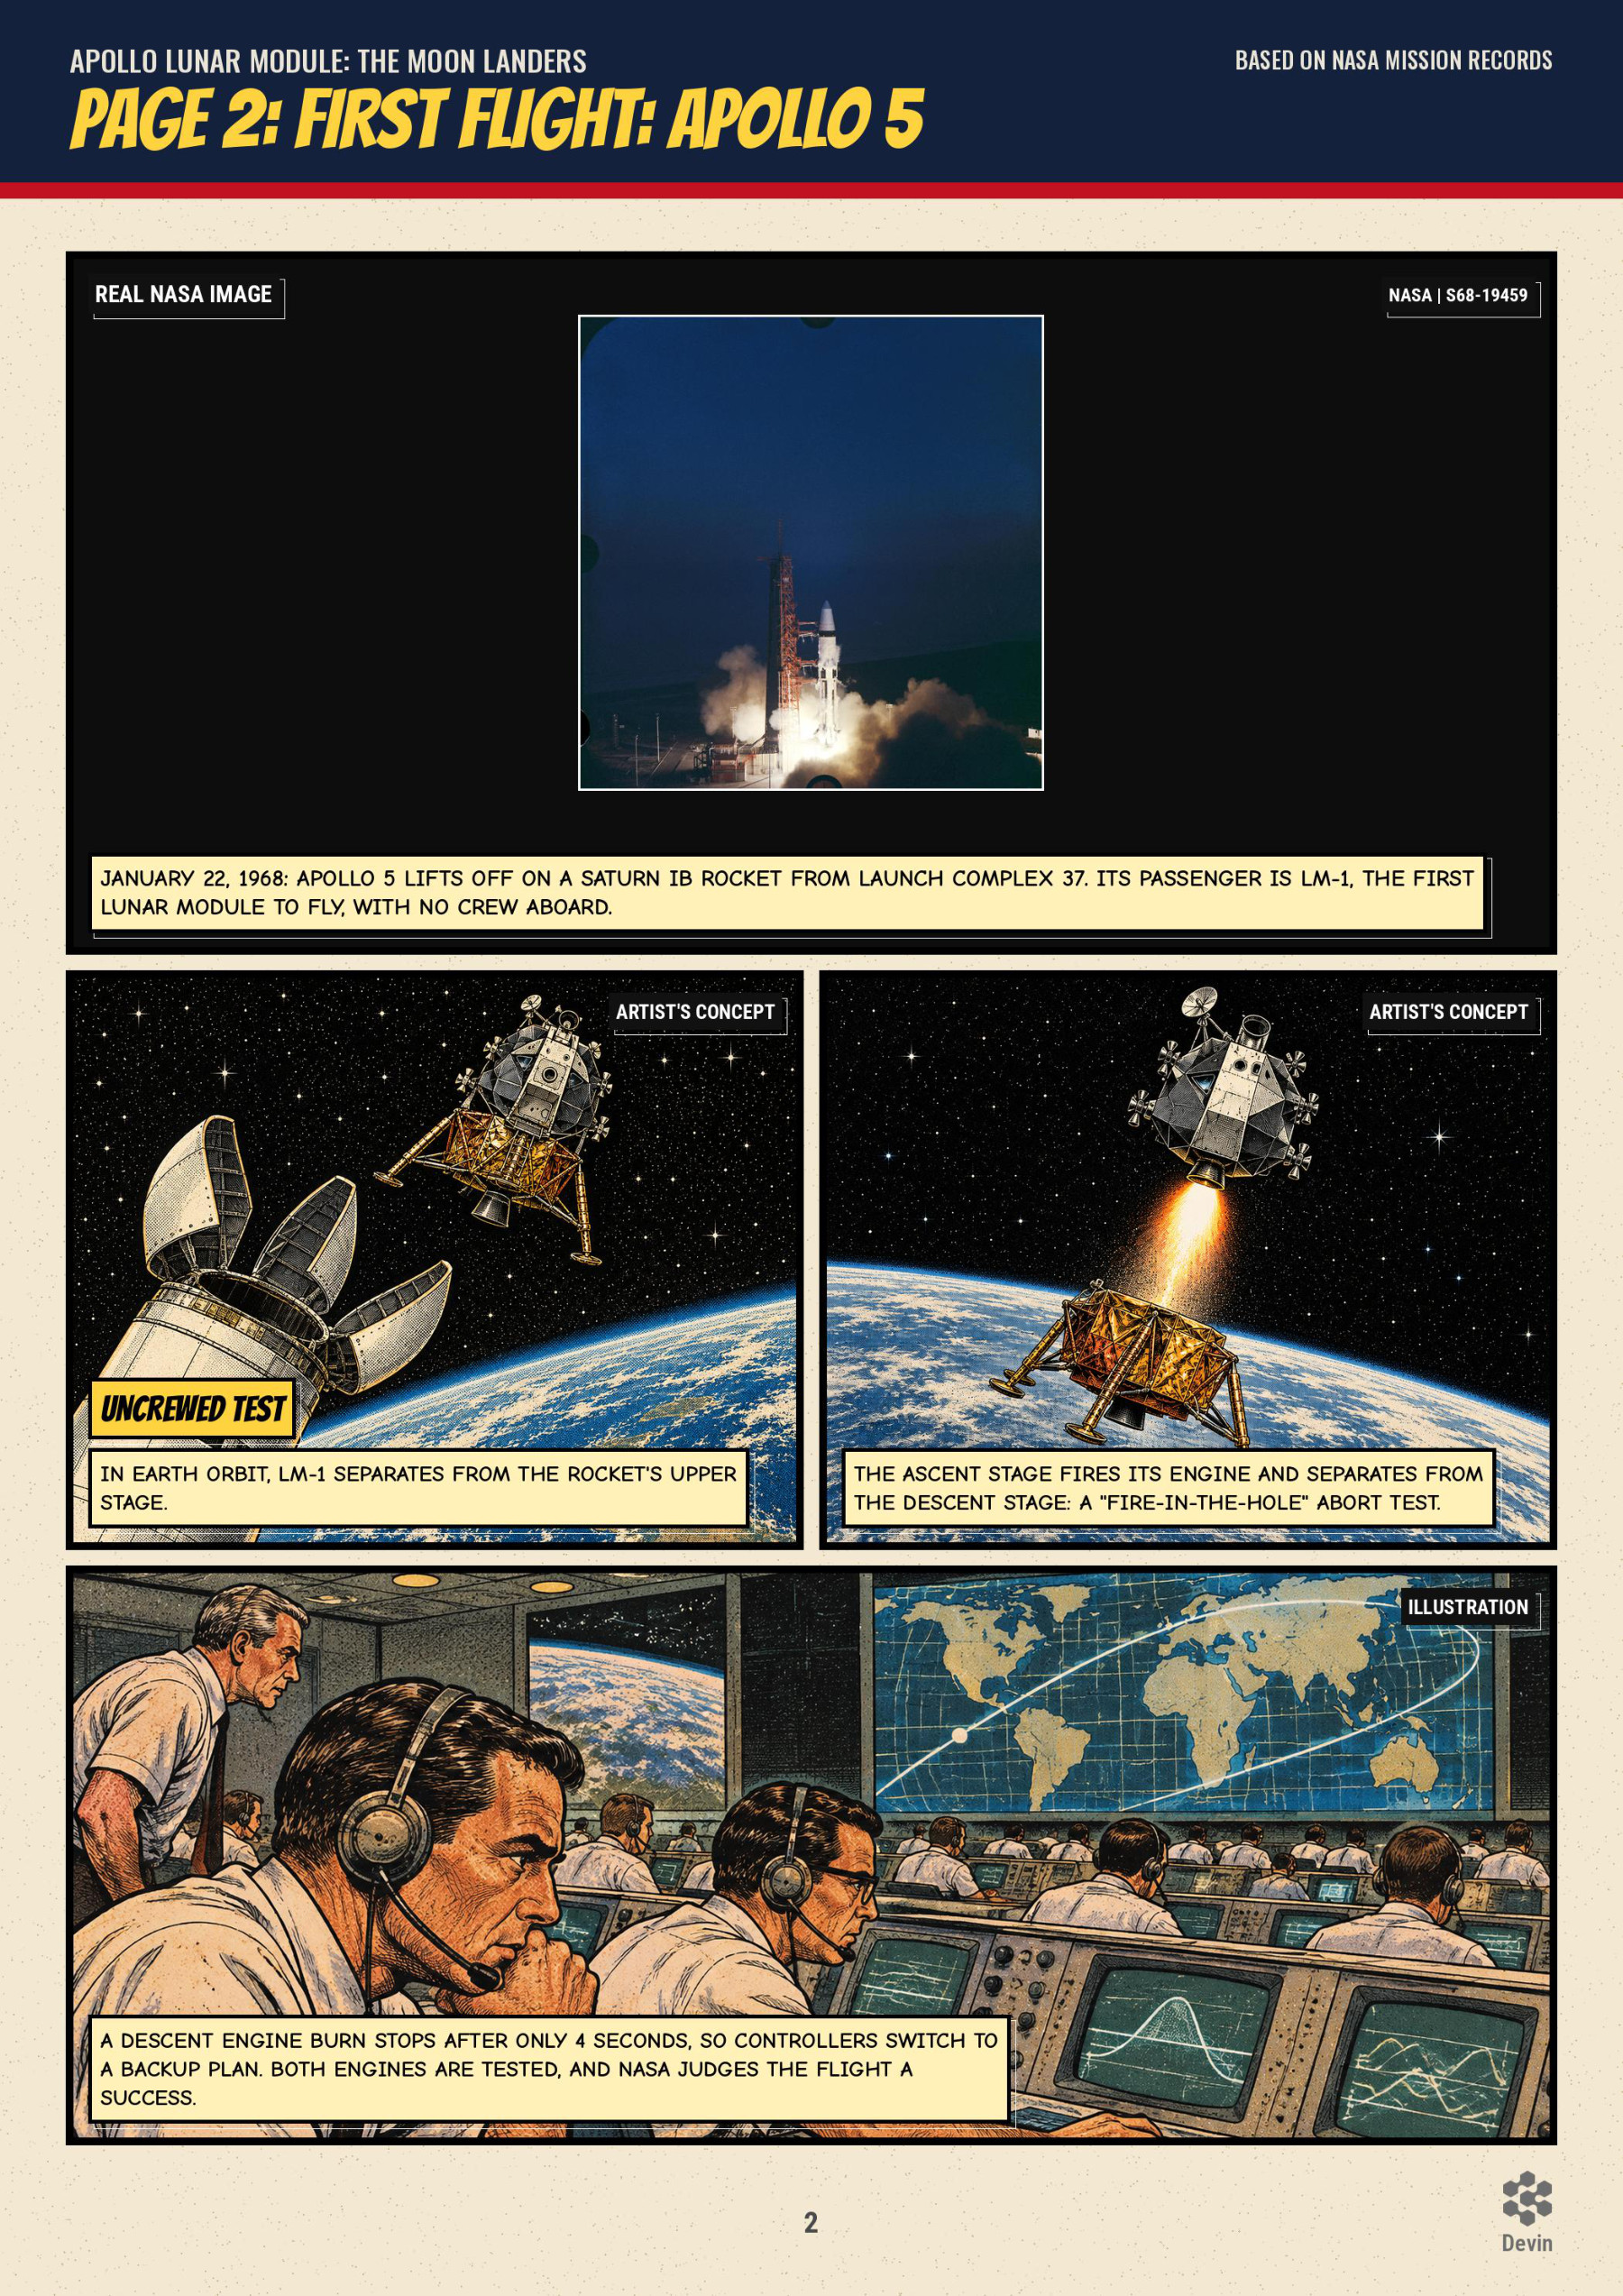 APOLLO LUNAR MODULE: THE MOON LANDERS
BASED ON NASA MISSION RECORDS
PAGE 2: FIRST FLIGHT: APOLLO 5
REAL NASA IMAGE
NASA | S68-19459
JANUARY 22, 1968: APOLLO 5 LIFTS OFF ON A SATURN IB ROCKET FROM LAUNCH COMPLEX 37. ITS PASSENGER IS LM-1, THE FIRST
LUNAR MODULE TO FLY, WITH NO CREW ABOARD.
ARTIST'S CONCEPT
UNCREWED TEST
IN EARTH ORBIT, LM-1 SEPARATES FROM THE ROCKET'S UPPER
STAGE.
ARTIST'S CONCEPT
THE ASCENT STAGE FIRES ITS ENGINE AND SEPARATES FROM
THE DESCENT STAGE: A "FIRE-IN-THE-HOLE" ABORT TEST.
ILLUSTRATION
A DESCENT ENGINE BURN STOPS AFTER ONLY 4 SECONDS, SO CONTROLLERS SWITCH TO
A BACKUP PLAN. BOTH ENGINES ARE TESTED, AND NASA JUDGES THE FLIGHT A
SUCCESS.
2
Devin